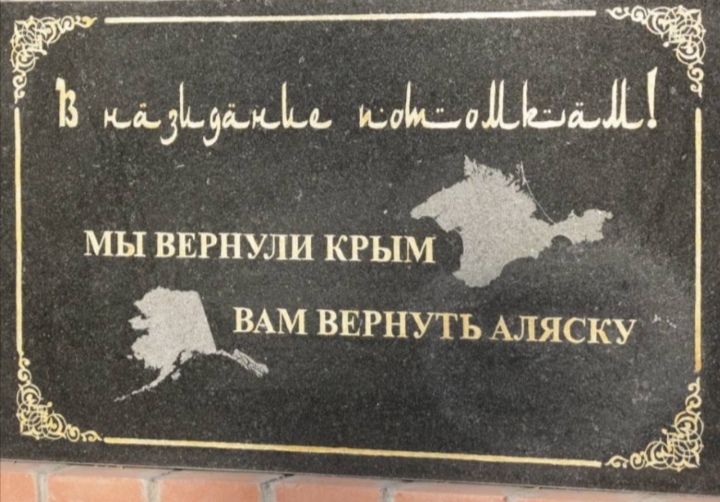 В назидание потомкам!
МЫ ВЕРНУЛИ КРЫМ
ВАМ ВЕРНУТЬ АЛЯСКУ